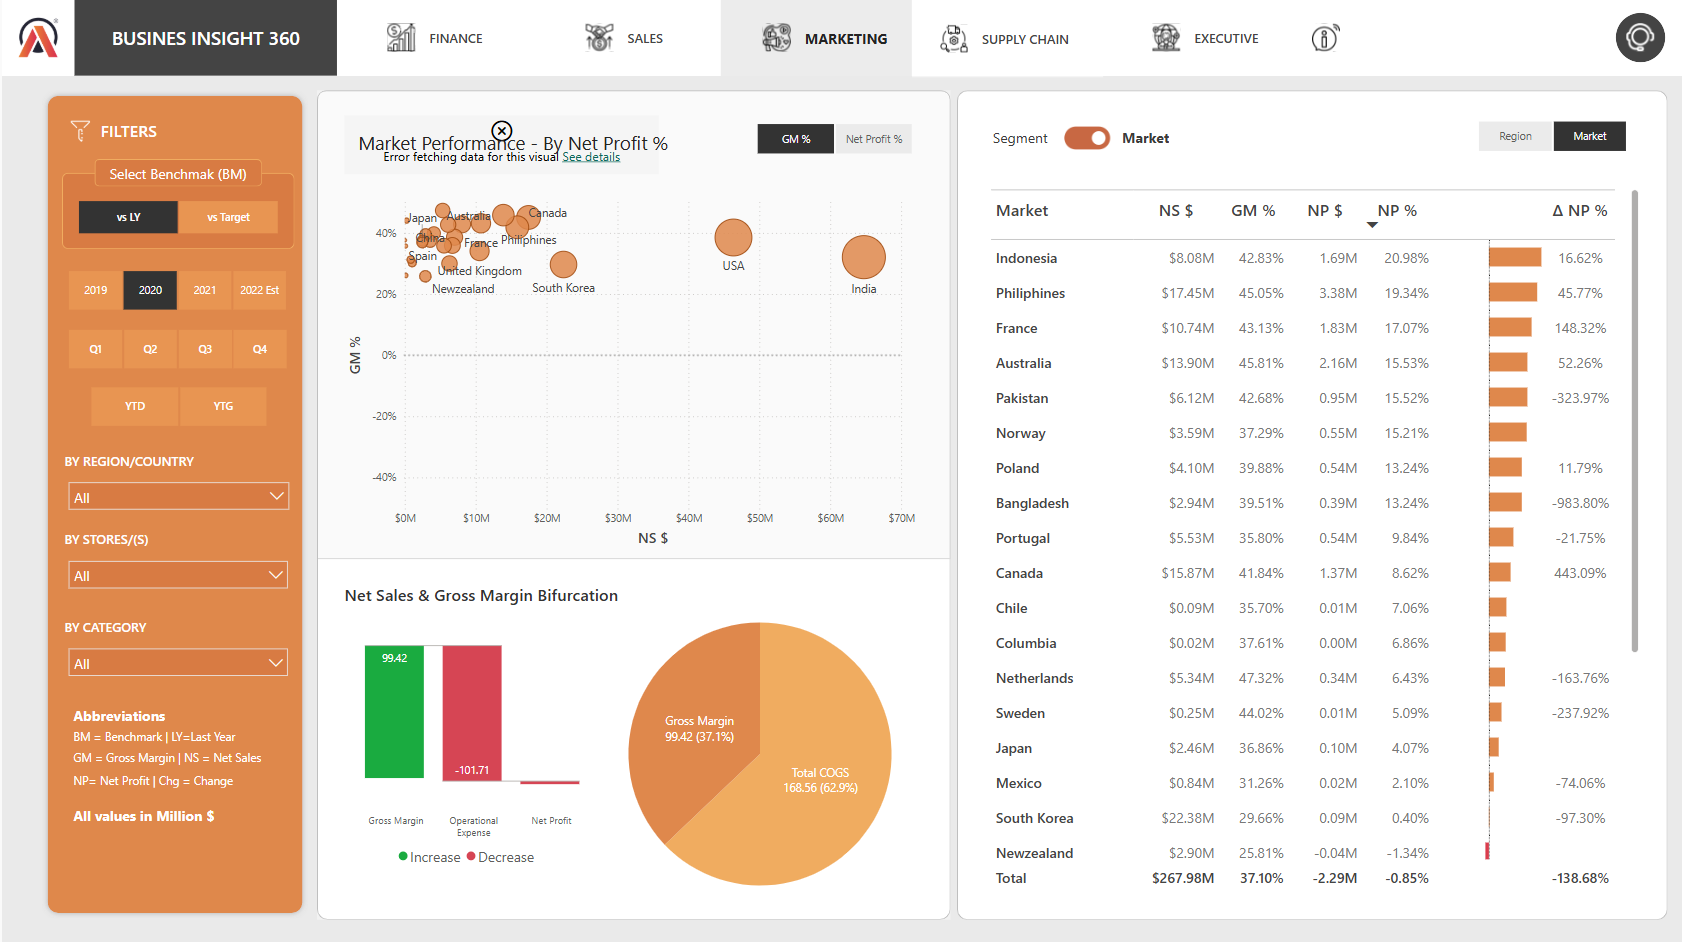 BUSINES INSIGHT 360
FINANCE
SALES
MARKETING
SUPPLY CHAIN
EXECUTIVE
FILTERS
Select Benchmak (BM)
vs LY
vs Target
2019
2020
2021
2022 Est
Q1
Q2
Q3
Q4
YTD
YTG
BY REGION/COUNTRY
All
BY STORES/(S)
All
BY CATEGORY
All
Abbreviations
BM = Benchmark | LY=Last Year
GM = Gross Margin | NS = Net Sales
NP= Net Profit | Chg = Change
All values in Million $
Market Performance - By Net Profit %
Error fetching data for this visual See details
GM %
Net Profit %
GM %
40%
20%
0%
-20%
-40%
Japan
Australia
Canada
China
France
Philiphines
Spain
United Kingdom
Newzealand
South Korea
USA
India
$0M
$10M
$20M
$30M
$40M
$50M
$60M
$70M
NS $
Net Sales & Gross Margin Bifurcation
99.42
-101.71
Gross Margin
Operational
Expense
Net Profit
Increase
Decrease
Gross Margin
99.42 (37.1%)
Total COGS
168.56 (62.9%)
Segment
Market
Region
Market
Market NS $ GM % NP $ NP % Δ NP %
Indonesia $8.08M 42.83% 1.69M 20.98% 16.62%
Philiphines $17.45M 45.05% 3.38M 19.34% 45.77%
France $10.74M 43.13% 1.83M 17.07% 148.32%
Australia $13.90M 45.81% 2.16M 15.53% 52.26%
Pakistan $6.12M 42.68% 0.95M 15.52% -323.97%
Norway $3.59M 37.29% 0.55M 15.21%
Poland $4.10M 39.88% 0.54M 13.24% 11.79%
Bangladesh $2.94M 39.51% 0.39M 13.24% -983.80%
Portugal $5.53M 35.80% 0.54M 9.84% -21.75%
Canada $15.87M 41.84% 1.37M 8.62% 443.09%
Chile $0.09M 35.70% 0.01M 7.06%
Columbia $0.02M 37.61% 0.00M 6.86%
Netherlands $5.34M 47.32% 0.34M 6.43% -163.76%
Sweden $0.25M 44.02% 0.01M 5.09% -237.92%
Japan $2.46M 36.86% 0.10M 4.07%
Mexico $0.84M 31.26% 0.02M 2.10% -74.06%
South Korea $22.38M 29.66% 0.09M 0.40% -97.30%
Newzealand $2.90M 25.81% -0.04M -1.34%
Total $267.98M 37.10% -2.29M -0.85% -138.68%